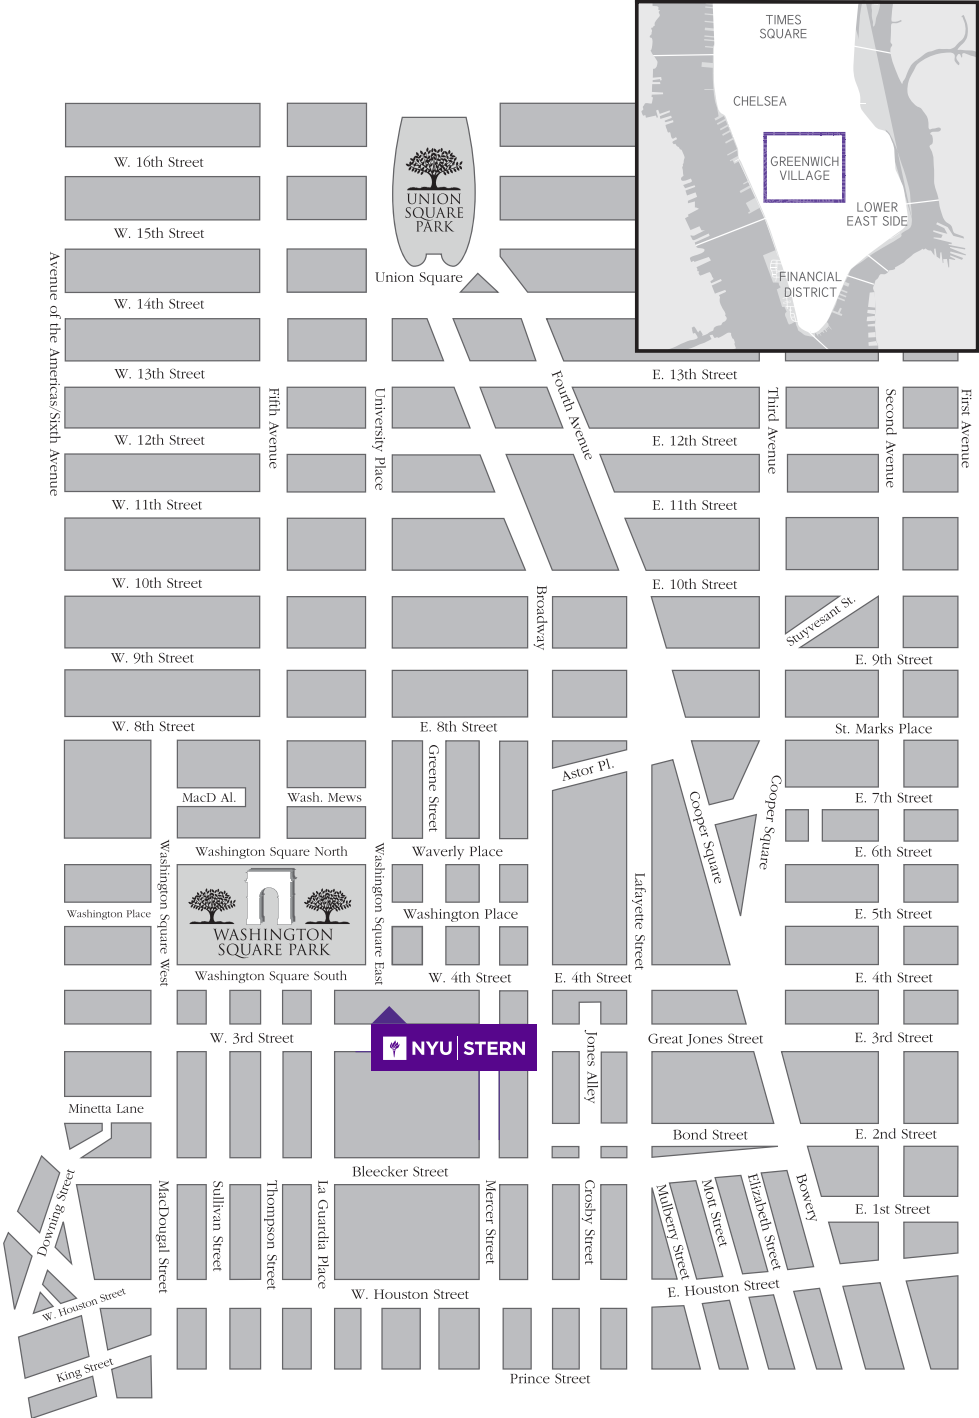 TIMES
SQUARE
CHELSEA
GREENWICH
VILLAGE
LOWER
EAST SIDE
FINANCIAL
DISTRICT
W. 16th Street
UNION
SQUARE
PARK
W. 15th Street
Union Square
W. 14th Street
Avenue of the Americas/Sixth Avenue
W. 13th Street
E. 13th Street
Fifth Avenue
University Place
Fourth Avenue
Third Avenue
Second Avenue
First Avenue
W. 12th Street
E. 12th Street
W. 11th Street
E. 11th Street
W. 10th Street
E. 10th Street
Broadway
Stuyvesant St.
W. 9th Street
E. 9th Street
W. 8th Street
E. 8th Street
St. Marks Place
Greene Street
Astor Pl.
MacD Al.
Wash. Mews
Cooper Square
Cooper Square
E. 7th Street
Washington Square North
Waverly Place
E. 6th Street
Washington Square West
Washington Square East
Lafayette Street
Washington Place
WASHINGTON
SQUARE PARK
Washington Place
E. 5th Street
Washington Square South
W. 4th Street
E. 4th Street
E. 4th Street
W. 3rd Street
NYU STERN
Jones Alley
Great Jones Street
E. 3rd Street
Minetta Lane
Bond Street
E. 2nd Street
Bleecker Street
Downing Street
MacDougal Street
Sullivan Street
Thompson Street
La Guardia Place
Mercer Street
Crosby Street
Mulberry Street
Mott Street
Elizabeth Street
Bowery
E. 1st Street
W. Houston Street
W. Houston Street
E. Houston Street
King Street
Prince Street